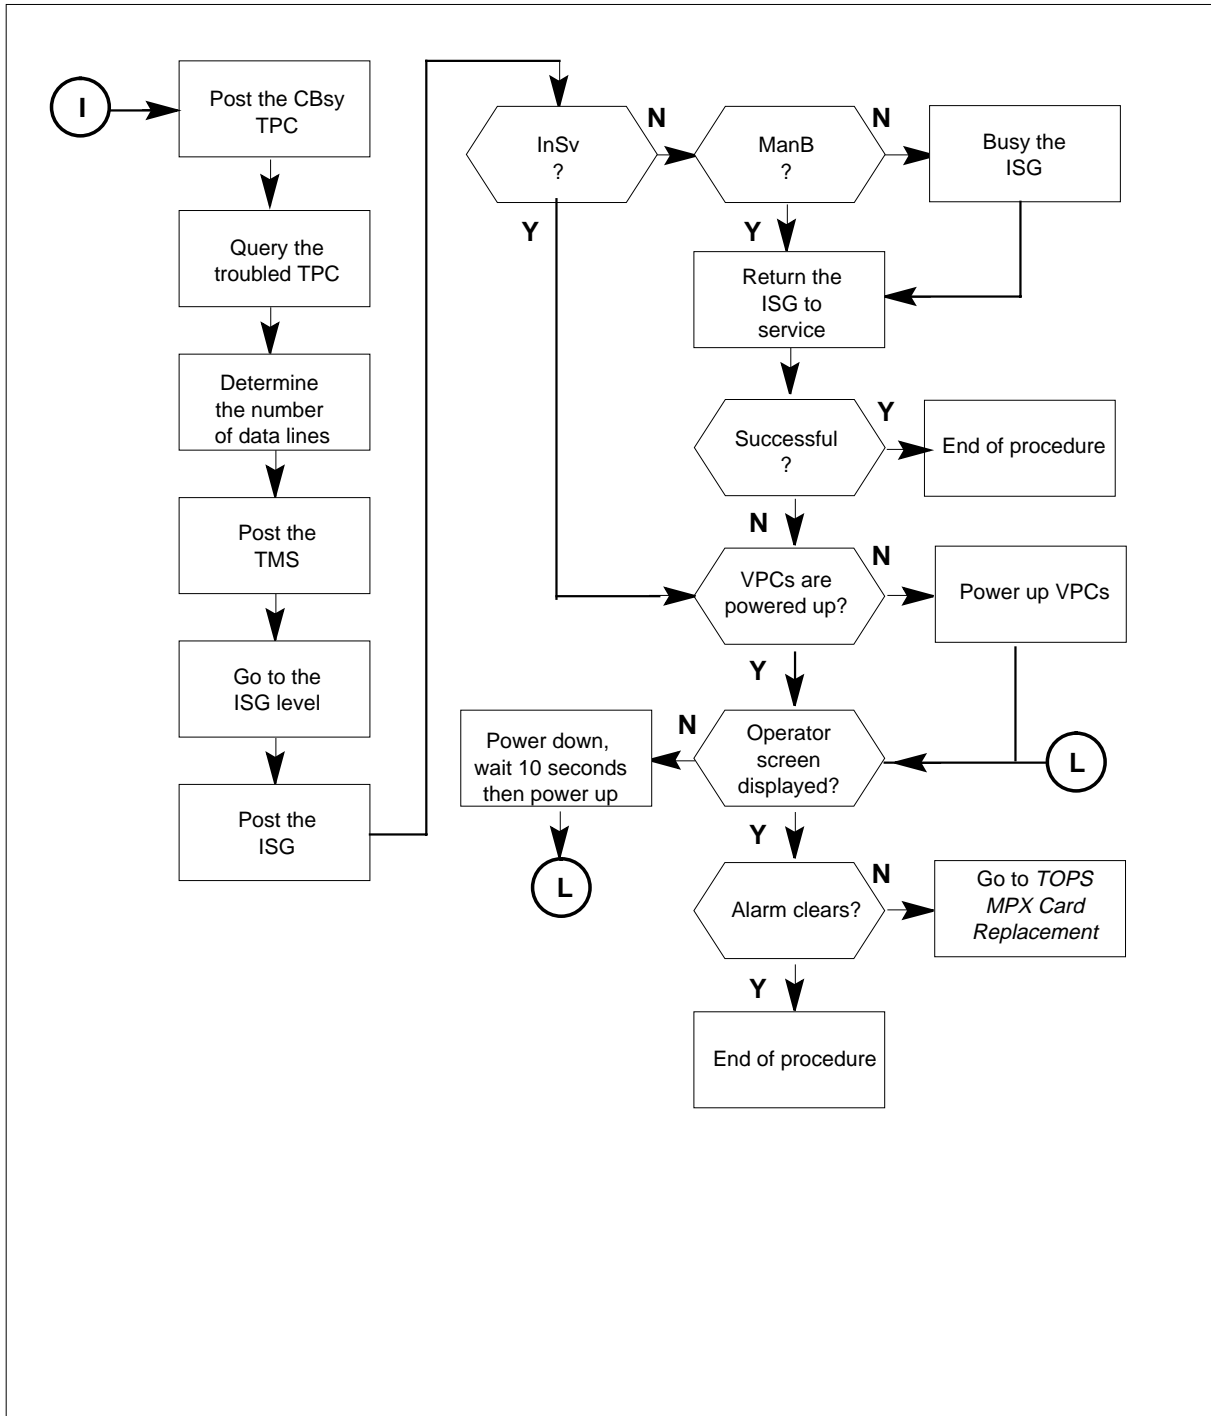 I
Post the CBsy
TPC
Query the
troubled TPC
Determine
the number
of data lines
Post the
TMS
Go to the
ISG level
Post the
ISG
InSv
?
N
Y
ManB
?
N
Y
Busy the
ISG
Return the
ISG to
service
Successful
?
Y
N
End of procedure
VPCs are
powered up?
N
Y
Power up VPCs
Operator
screen
displayed?
N
Y
L
Power down,
wait 10 seconds
then power up
L
Alarm clears?
N
Y
Go to TOPS
MPX Card
Replacement
End of procedure